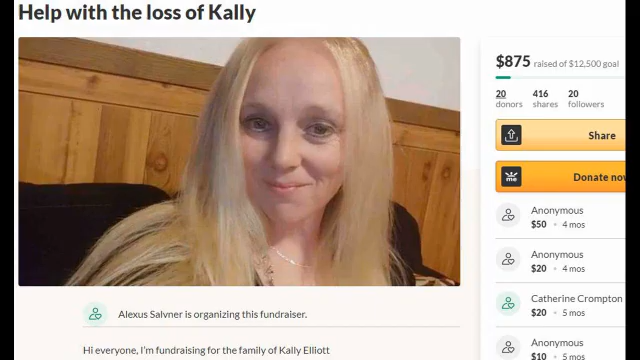 Help with the loss of Kally
$875 raised of $12,500 goal
20 416 20
donors shares followers
Share
me
Donate now
Anonymous
$50 • 4 mos
Anonymous
$20 • 4 mos
Catherine Crompton
$20 • 5 mos
Anonymous
$10 • 5 mos
Alexus Salvner is organizing this fundraiser.
Hi everyone, I'm fundraising for the family of Kally Elliott